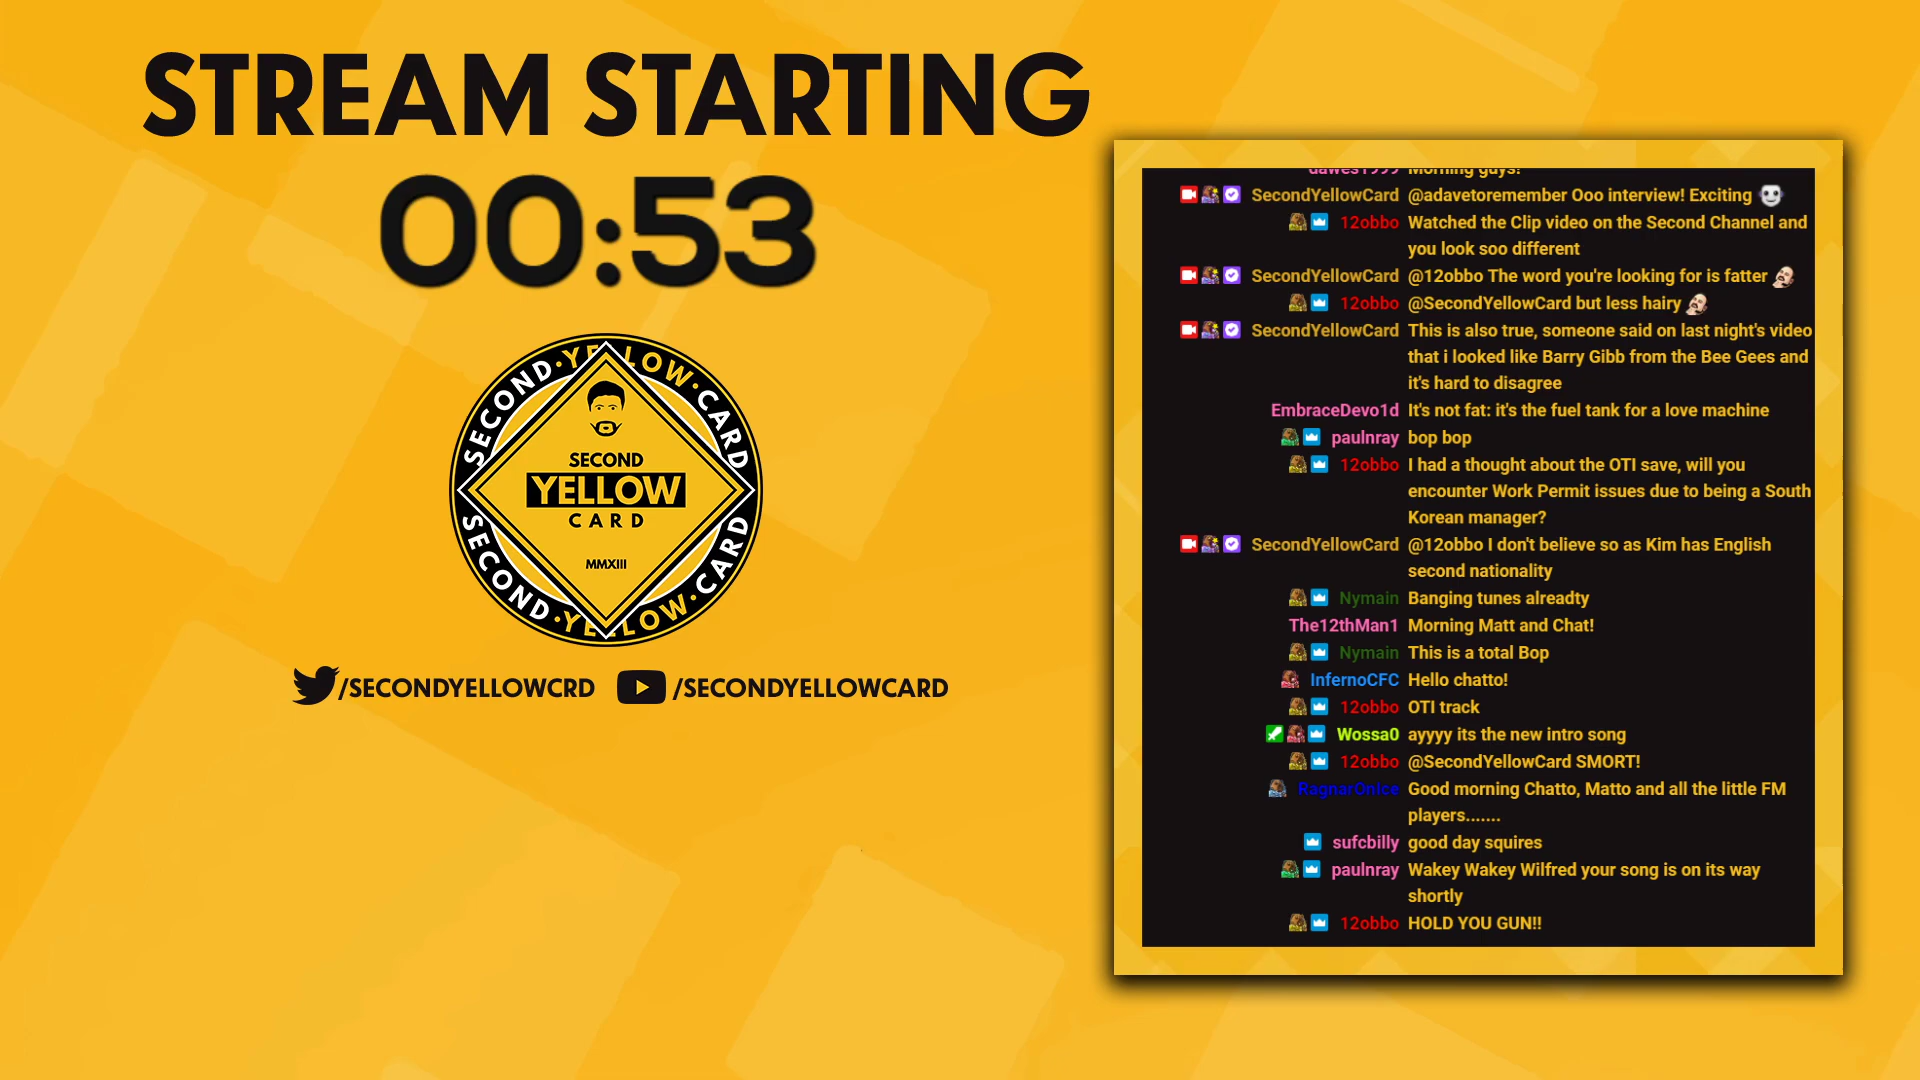 STREAM STARTING
00:53
SECOND·YELLOW·CARD
SECOND
YELLOW
CARD
MMXIII
SECOND·YELLOW·CARD
/SECONDYELLOWCRD /SECONDYELLOWCARD
dawes1999 Morning guys!
SecondYellowCard @adavetoremember Ooo interview! Exciting
12obbo Watched the Clip video on the Second Channel and
you look soo different
SecondYellowCard @12obbo The word you're looking for is fatter
12obbo @SecondYellowCard but less hairy
SecondYellowCard This is also true, someone said on last night's video
that i looked like Barry Gibb from the Bee Gees and
it's hard to disagree
EmbraceDevo1d It's not fat: it's the fuel tank for a love machine
paulnray bop bop
12obbo I had a thought about the OTI save, will you
encounter Work Permit issues due to being a South
Korean manager?
SecondYellowCard @12obbo I don't believe so as Kim has English
second nationality
Nymain Banging tunes alreadty
The12thMan1 Morning Matt and Chat!
Nymain This is a total Bop
InfernoCFC Hello chatto!
12obbo OTI track
Wossa0 ayyyy its the new intro song
12obbo @SecondYellowCard SMORT!
RagnarOnIce Good morning Chatto, Matto and all the little FM
players.......
sufcbilly good day squires
paulnray Wakey Wakey Wilfred your song is on its way
shortly
12obbo HOLD YOU GUN!!